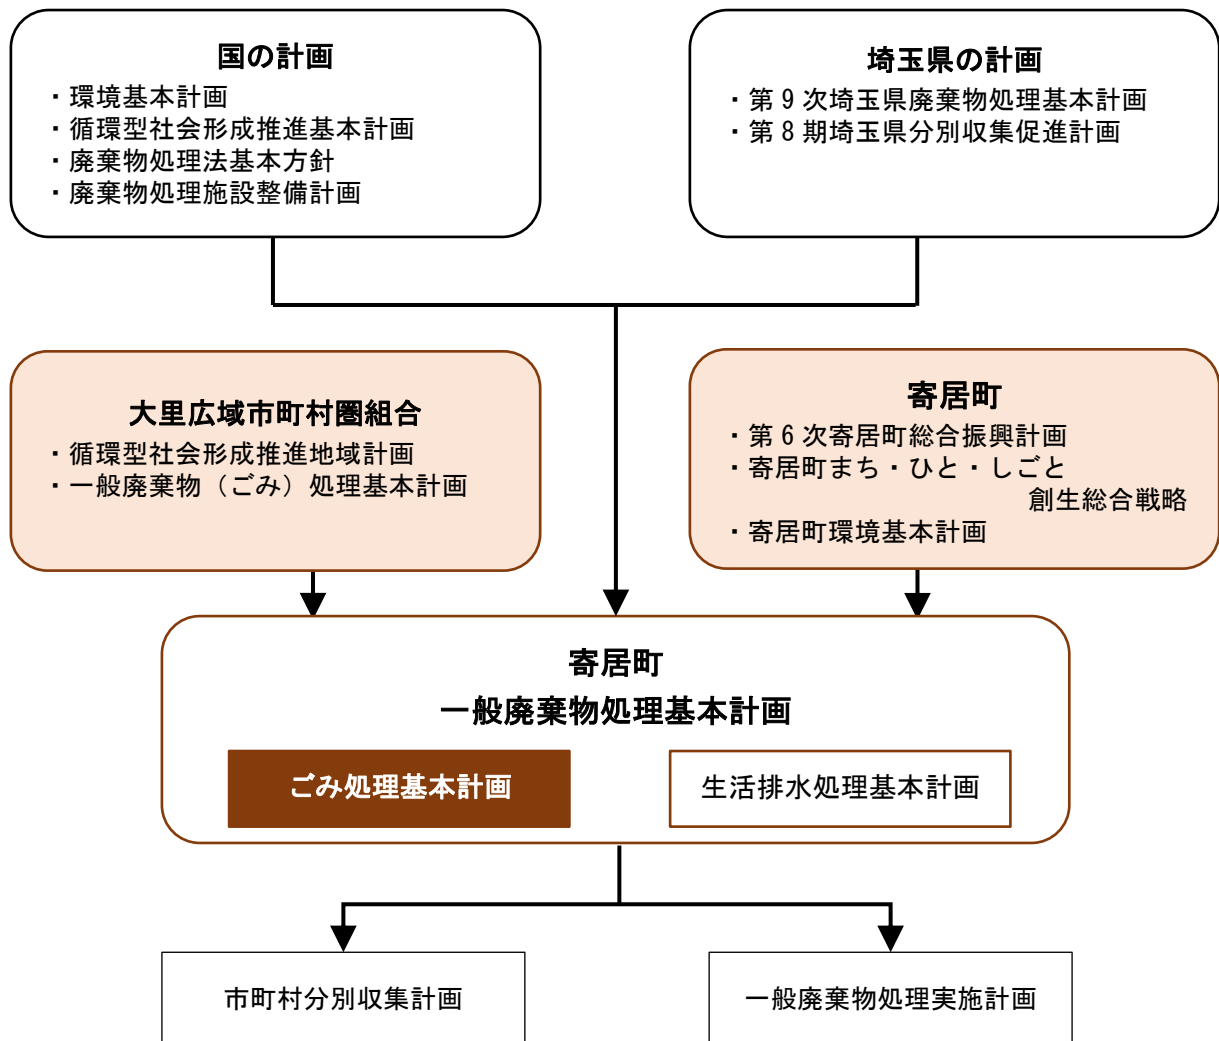 国の計画
・環境基本計画
・循環型社会形成推進基本計画
・廃棄物処理法基本方針
・廃棄物処理施設整備計画
埼玉県の計画
・第9次埼玉県廃棄物処理基本計画
・第8期埼玉県分別収集促進計画
大里広域市町村圏組合
・循環型社会形成推進地域計画
・一般廃棄物（ごみ）処理基本計画
寄居町
・第6次寄居町総合振興計画
・寄居町まち・ひと・しごと
創生総合戦略
・寄居町環境基本計画
寄居町
一般廃棄物処理基本計画
ごみ処理基本計画
生活排水処理基本計画
市町村分別収集計画
一般廃棄物処理実施計画